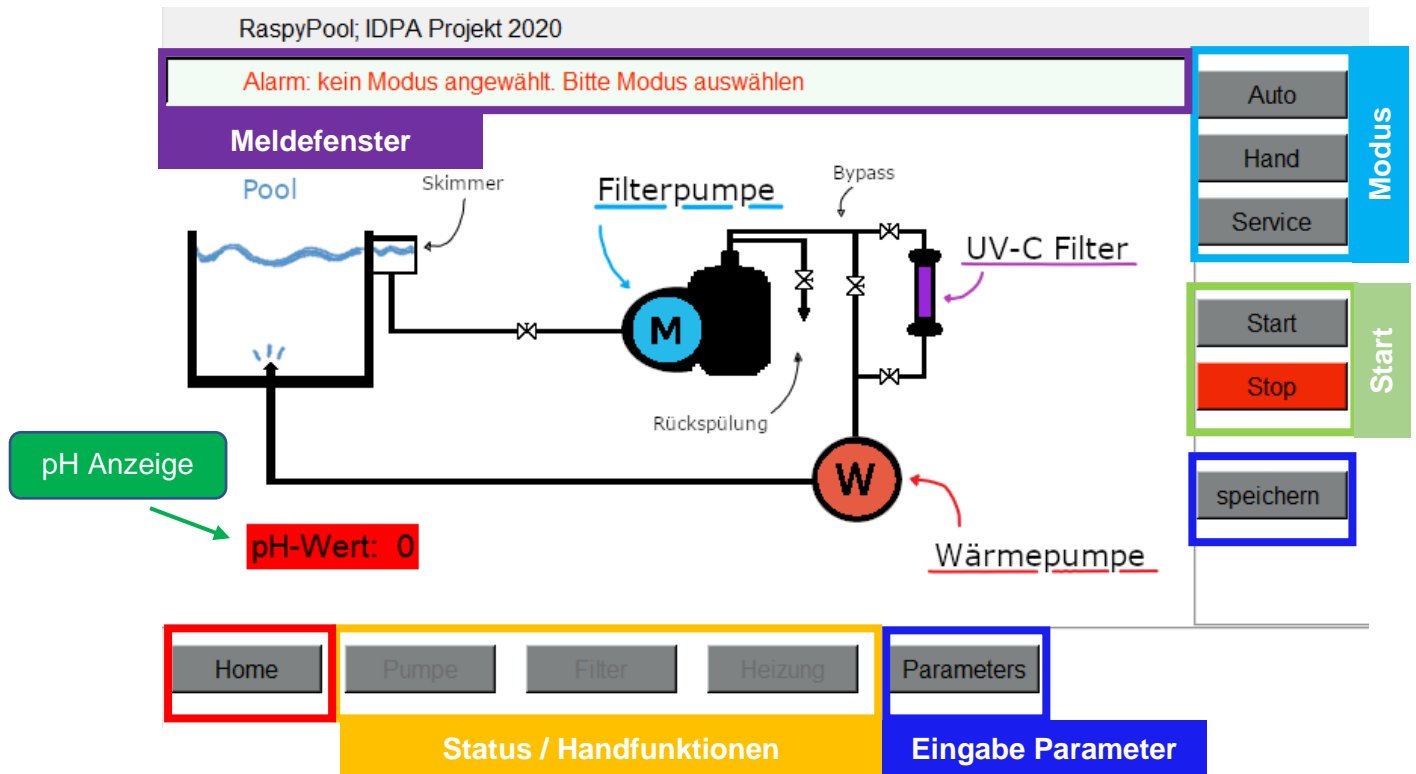 RaspyPool; IDPA Projekt 2020
Alarm: kein Modus angewählt. Bitte Modus auswählen
Meldefenster
Auto
Hand
Service
Modus
Pool
Skimmer
Filterpumpe
Bypass
UV-C Filter
M
Rückspülung
Start
Stop
Start
W
Wärmepumpe
speichern
pH Anzeige
pH-Wert: 0
Home
Pumpe
Filter
Heizung
Parameters
Status / Handfunktionen
Eingabe Parameter